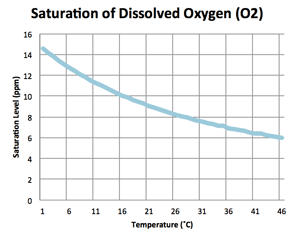 Saturation of Dissolved Oxygen (O2)
16
14
12
10
8
6
4
2
0
Saturation Level (ppm)
1 6 11 16 21 26 31 36 41 46
Temperature (˚C)